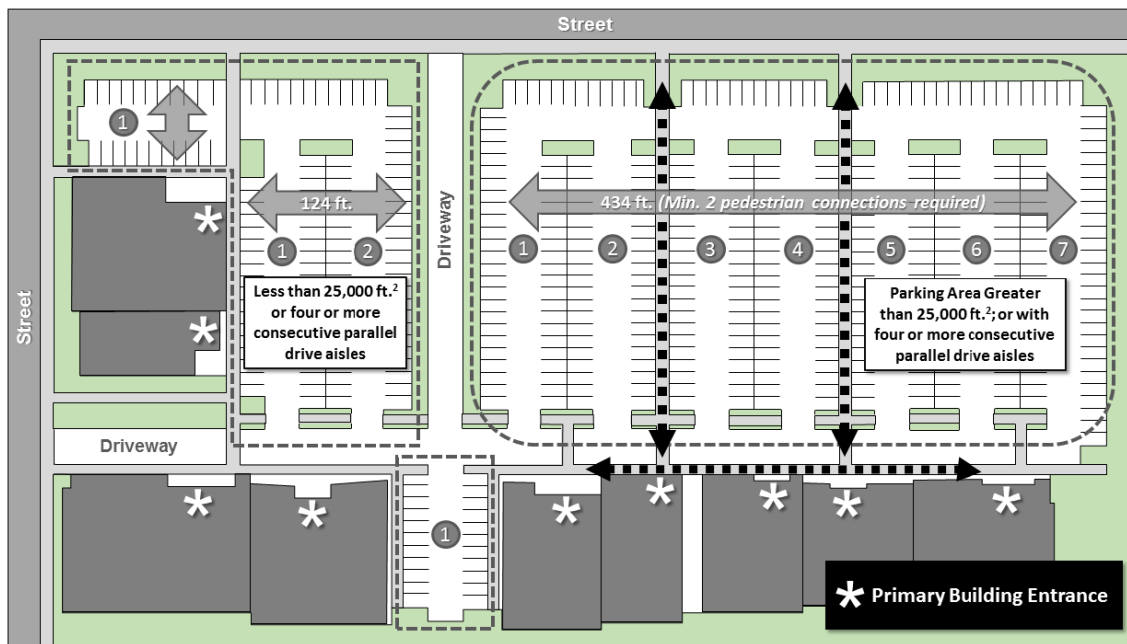 Street
Street
1
124 ft.
1
2
Less than 25,000 ft.²
or four or more
consecutive parallel
drive aisles
Driveway
434 ft. (Min. 2 pedestrian connections required)
1
2
3
4
5
6
7
Parking Area Greater
than 25,000 ft.²; or with
four or more consecutive
parallel drive aisles
Driveway
1
* Primary Building Entrance